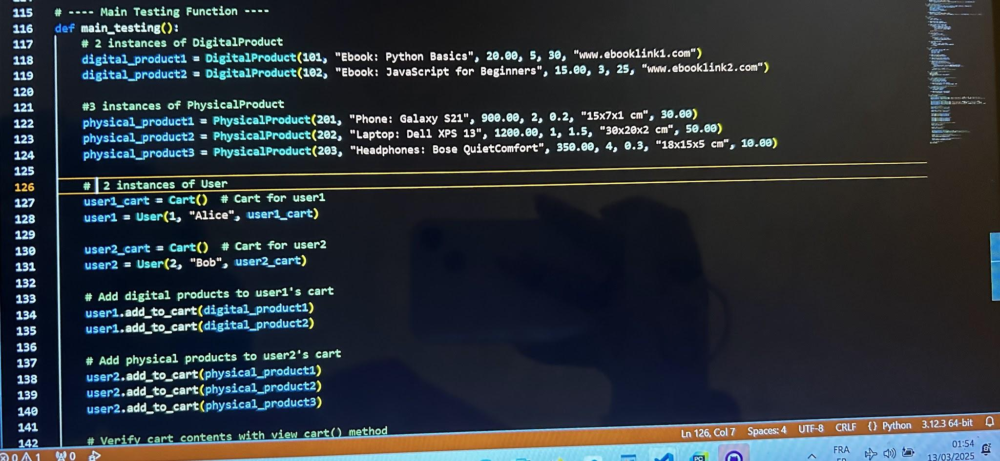 115 # ---- Main Testing Function ----
116 def main_testing():
117 # 2 instances of DigitalProduct
118 digital_product1 = DigitalProduct(101, "Ebook: Python Basics", 20.00, 5, 30, "www.ebooklink1.com")
119 digital_product2 = DigitalProduct(102, "Ebook: JavaScript for Beginners", 15.00, 3, 25, "www.ebooklink2.com")
120
121 #3 instances of PhysicalProduct
122 physical_product1 = PhysicalProduct(201, "Phone: Galaxy S21", 900.00, 2, 0.2, "15x7x1 cm", 30.00)
123 physical_product2 = PhysicalProduct(202, "Laptop: Dell XPS 13", 1200.00, 1, 1.5, "30x20x2 cm", 50.00)
124 physical_product3 = PhysicalProduct(203, "Headphones: Bose QuietComfort", 350.00, 4, 0.3, "18x15x5 cm", 10.00)
125
126 # 2 instances of User
127 user1_cart = Cart() # Cart for user1
128 user1 = User(1, "Alice", user1_cart)
129
130 user2_cart = Cart() # Cart for user2
131 user2 = User(2, "Bob", user2_cart)
132
133 # Add digital products to user1's cart
134 user1.add_to_cart(digital_product1)
135 user1.add_to_cart(digital_product2)
136
137 # Add physical products to user2's cart
138 user2.add_to_cart(physical_product1)
139 user2.add_to_cart(physical_product2)
140 user2.add_to_cart(physical_product3)
141
142 # Verify cart contents with view cart() method
0 1 0 Ln 126, Col 7 Spaces: 4 UTF-8 CRLF {} Python 3.12.3 64-bit
PC FRA 01:54
13/03/2025